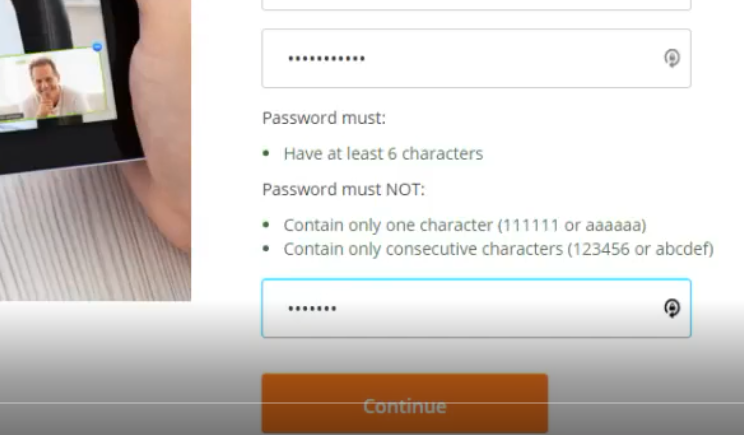 •••••••••••
Password must:
• Have at least 6 characters
Password must NOT:
• Contain only one character (111111 or aaaaaa)
• Contain only consecutive characters (123456 or abcdef)
•••••••
Continue